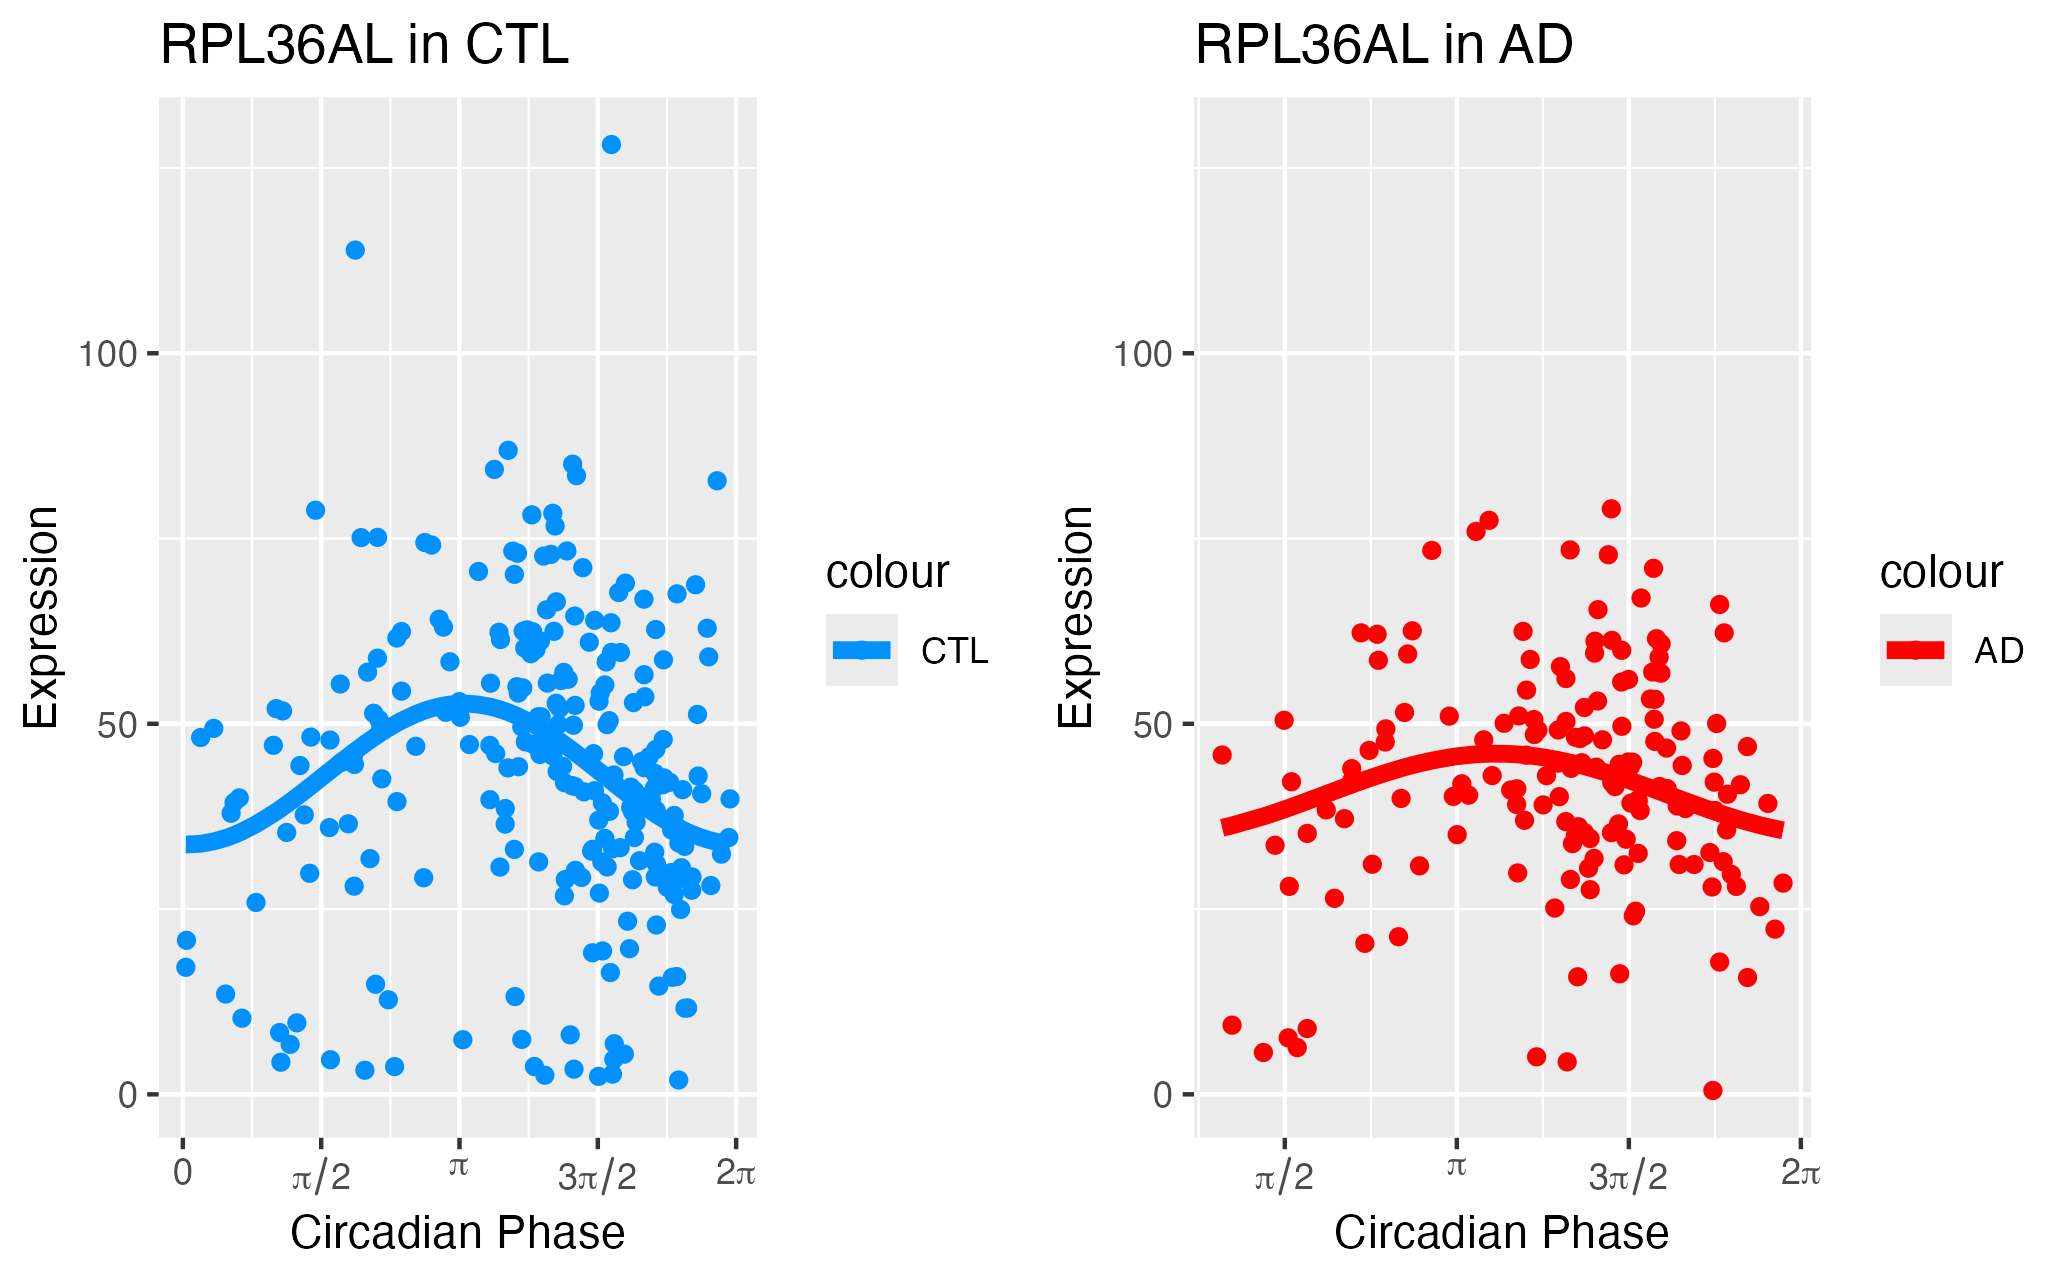 RPL36AL in CTL
Expression
100
50
0
0
π/2
π
3π/2
2π
Circadian Phase
colour
CTL
RPL36AL in AD
Expression
100
50
0
π/2
π
3π/2
2π
Circadian Phase
colour
AD